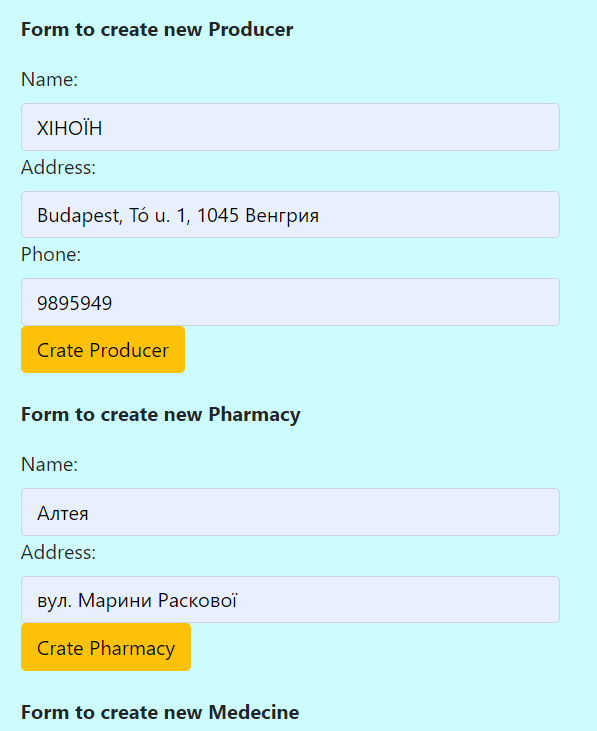 Form to create new Producer
Name:
ХІНОЇН
Address:
Budapest, Tó u. 1, 1045 Венгрия
Phone:
9895949
Crate Producer
Form to create new Pharmacy
Name:
Алтея
Address:
вул. Марини Раскової
Crate Pharmacy
Form to create new Medecine